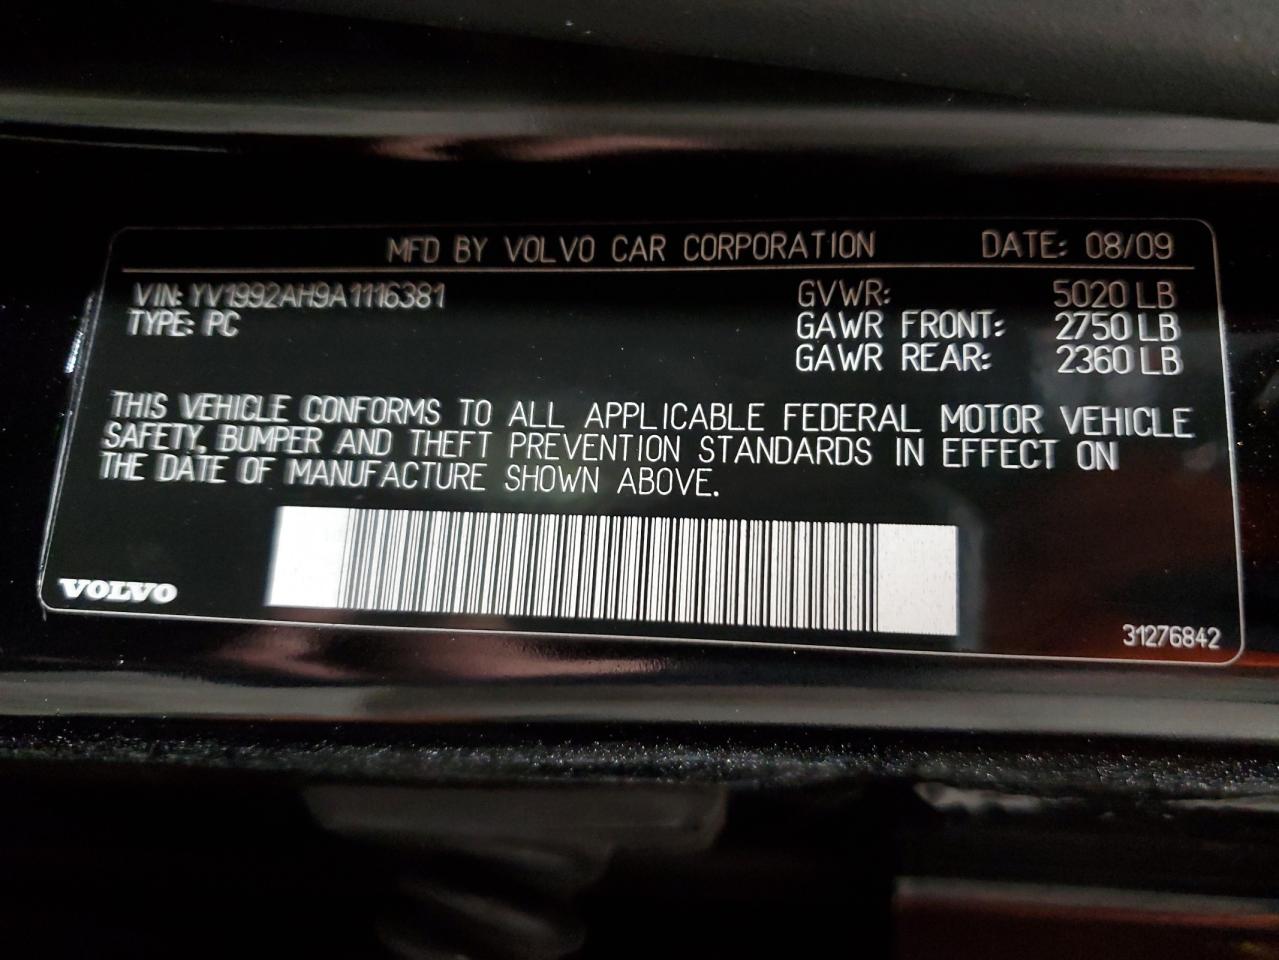 MFD BY VOLVO CAR CORPORATION DATE: 08/09
VIN: YV1992AH9A1116381 GVWR: 5020 LB
TYPE: PC GAWR FRONT: 2750 LB
GAWR REAR: 2360 LB
THIS VEHICLE CONFORMS TO ALL APPLICABLE FEDERAL MOTOR VEHICLE
SAFETY, BUMPER AND THEFT PREVENTION STANDARDS IN EFFECT ON
THE DATE OF MANUFACTURE SHOWN ABOVE.
VOLVO
31276842